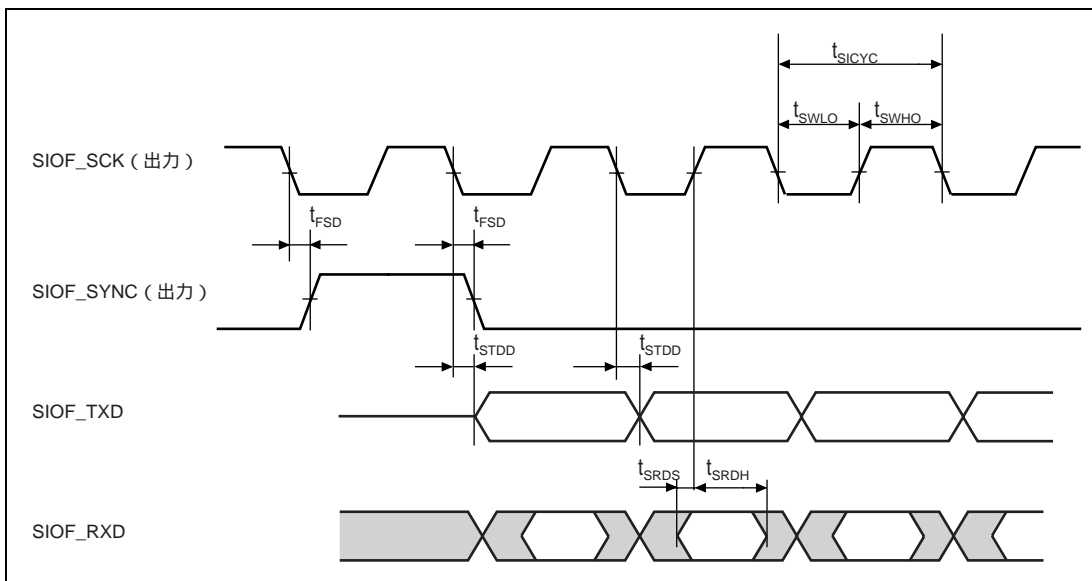 tSICYC
tSWLO tSWHO
SIOF_SCK（出力）
tFSD tFSD
SIOF_SYNC（出力）
tSTDD tSTDD
SIOF_TXD
tSRDS tSRDH
SIOF_RXD